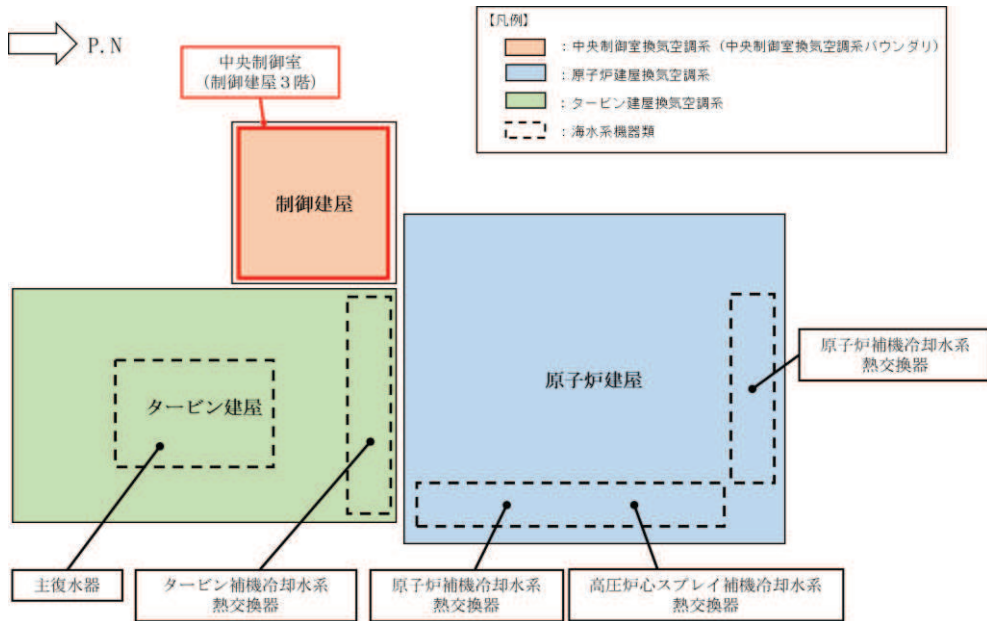 P.N
中央制御室
(制御建屋3階)
【凡例】
：中央制御室換気空調系（中央制御室換気空調系バウンダリ）
：原子炉建屋換気空調系
：タービン建屋換気空調系
：海水系機器類
制御建屋
原子炉建屋
タービン建屋
原子炉補機冷却水系
熱交換器
主復水器
タービン補機冷却水系
熱交換器
原子炉補機冷却水系
熱交換器
高圧炉心スプレイ補機冷却水系
熱交換器